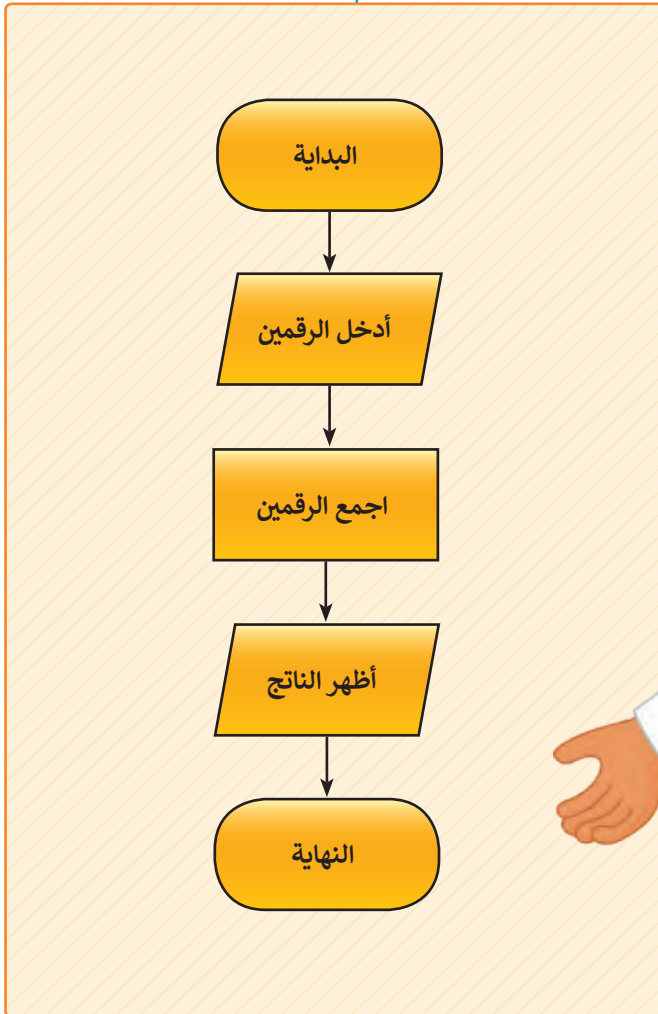 البداية
أدخل الرقمين
اجمع الرقمين
أظهر الناتج
النهاية